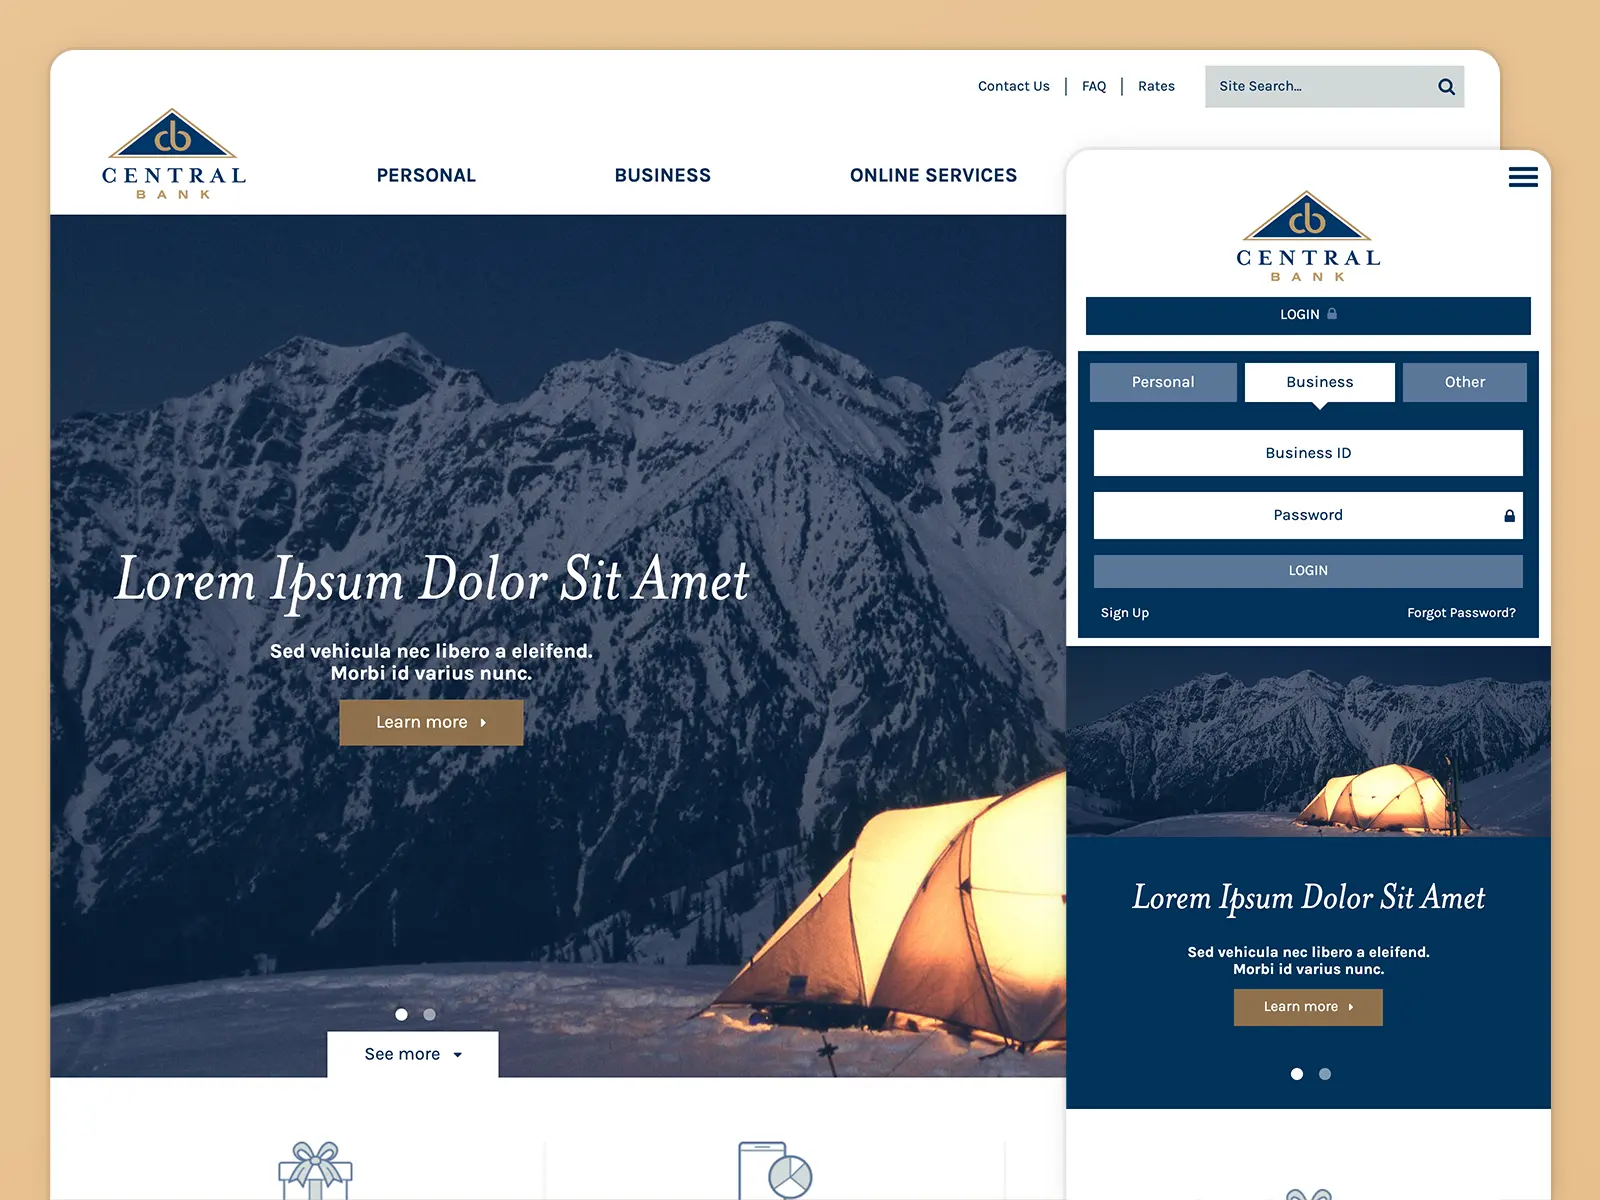 Contact Us
FAQ
Rates
Site Search...
cb
CENTRAL
BANK
PERSONAL
BUSINESS
ONLINE SERVICES
Lorem Ipsum Dolor Sit Amet
Sed vehicula nec libero a eleifend.
Morbi id varius nunc.
Learn more
See more
cb
CENTRAL
BANK
LOGIN
Personal
Business
Other
Business ID
Password
LOGIN
Sign Up
Forgot Password?
Lorem Ipsum Dolor Sit Amet
Sed vehicula nec libero a eleifend.
Morbi id varius nunc.
Learn more